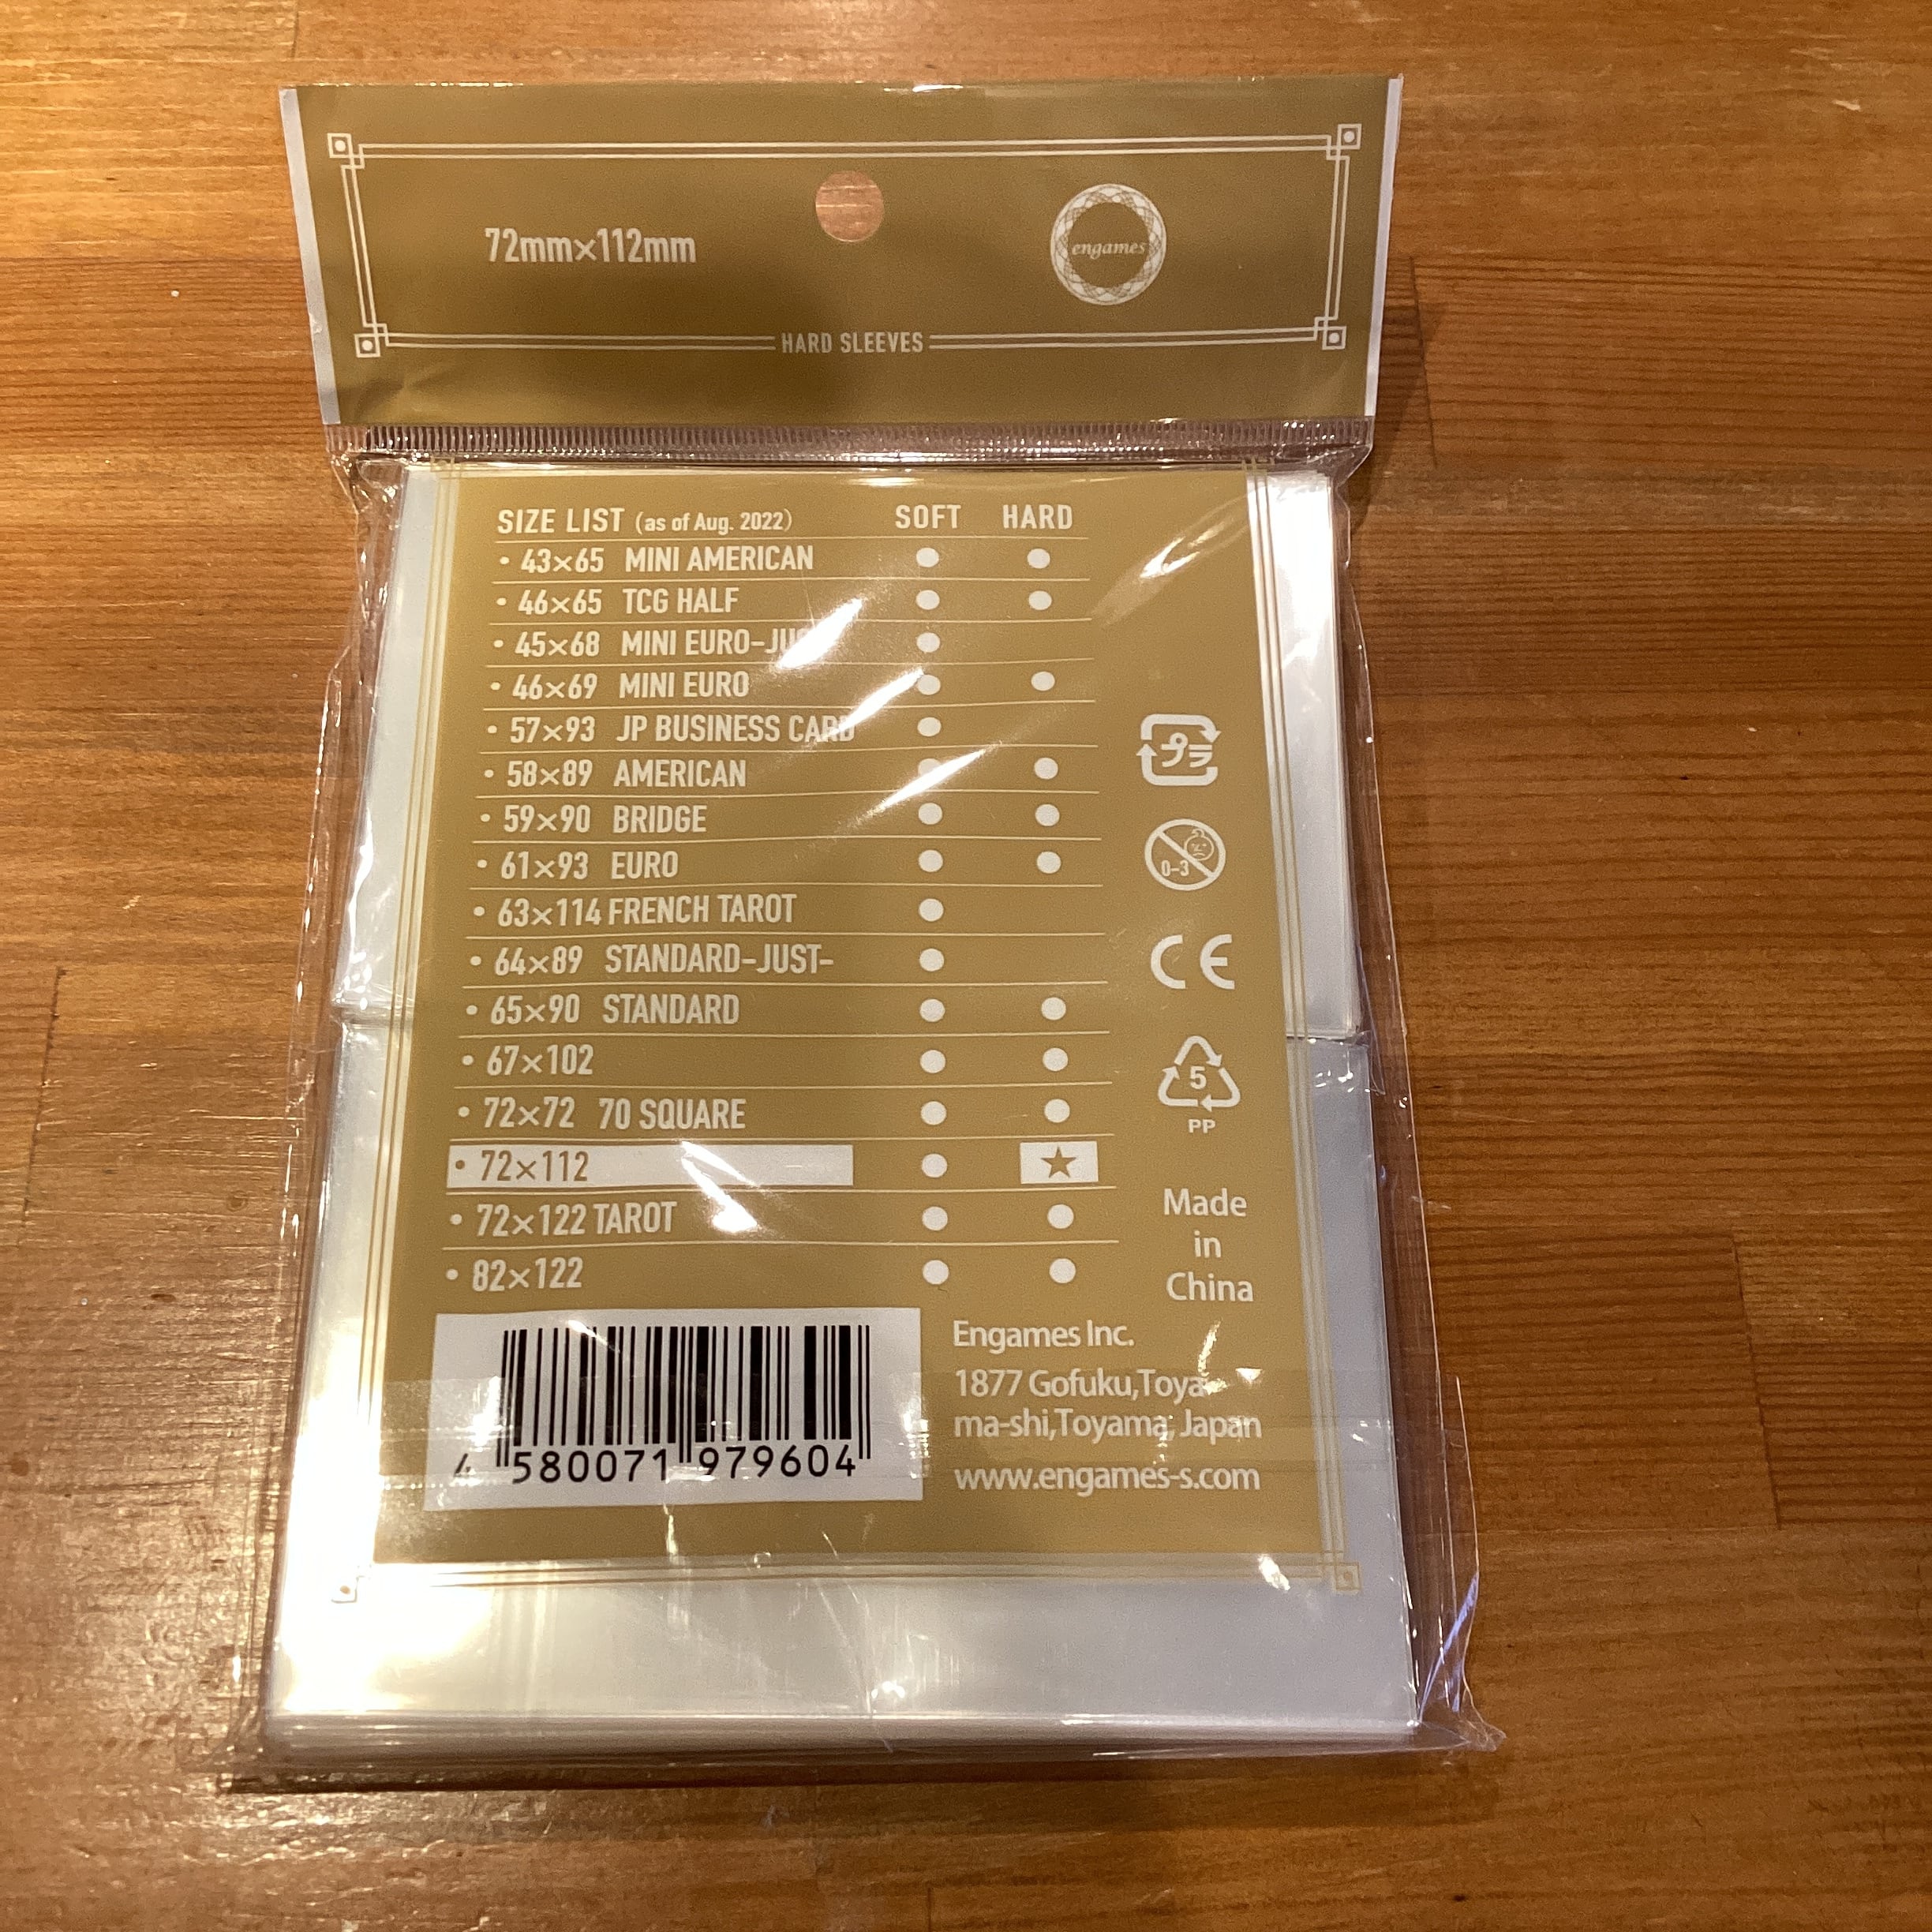 72mm×112mm
engames
HARD SLEEVES
SIZE LIST (as of Aug. 2022) SOFT HARD
• 43×65 MINI AMERICAN ● ●
• 46×65 TCG HALF ● ●
• 45×68 MINI ●
• 46×69 MINI EURO ● ●
• 57×93 JP BUSINESS CARD ●
• 58×89 AMERICAN ● ●
• 59×90 BRIDGE ● ●
• 61×93 EURO ● ●
• 63×114 FRENCH TAROT ●
• 64×89 STANDARD-JUST- ●
• 65×90 STANDARD ● ●
• 67×102 ● ●
• 72×72 70 SQUARE ● ●
• 72×112 ● ★
• 72×122 TAROT ● ●
• 82×122 ● ●
プラ
0-3
CE
5
PP
Made
in
China
4 580071 979604
Engames Inc.
1877 Gofuku,Toya-
ma-shi,Toyama, Japan
www.engames-s.com